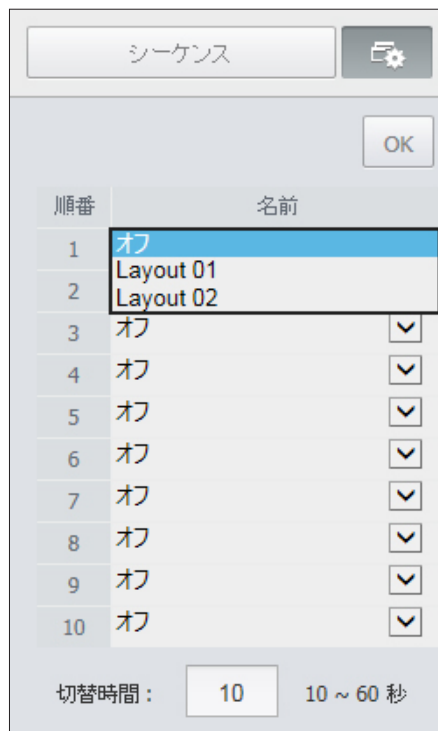 シーケンス
OK
順番 名前
1 オフ
Layout 01
2 Layout 02
3 オフ
4 オフ
5 オフ
6 オフ
7 オフ
8 オフ
9 オフ
10 オフ
切替時間 : 10 10 ~ 60 秒